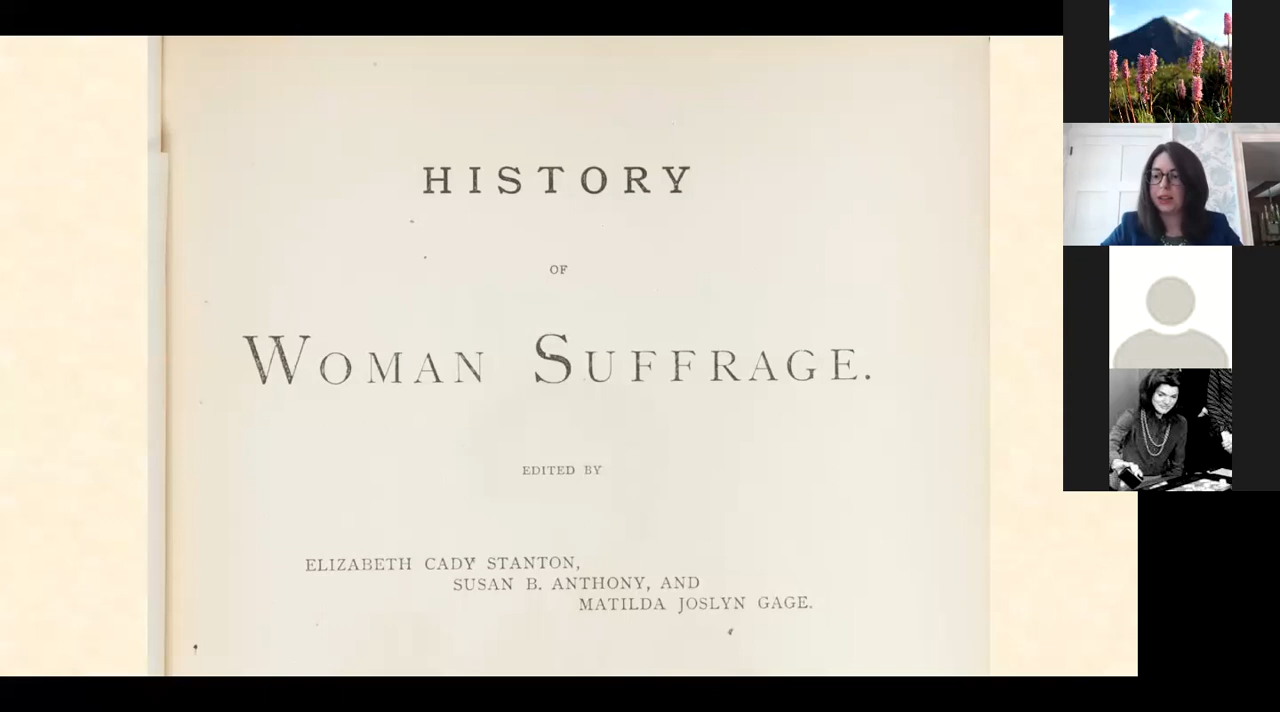 HISTORY
OF
WOMAN SUFFRAGE.
EDITED BY
ELIZABETH CADY STANTON,
SUSAN B. ANTHONY, AND
MATILDA JOSLYN GAGE.